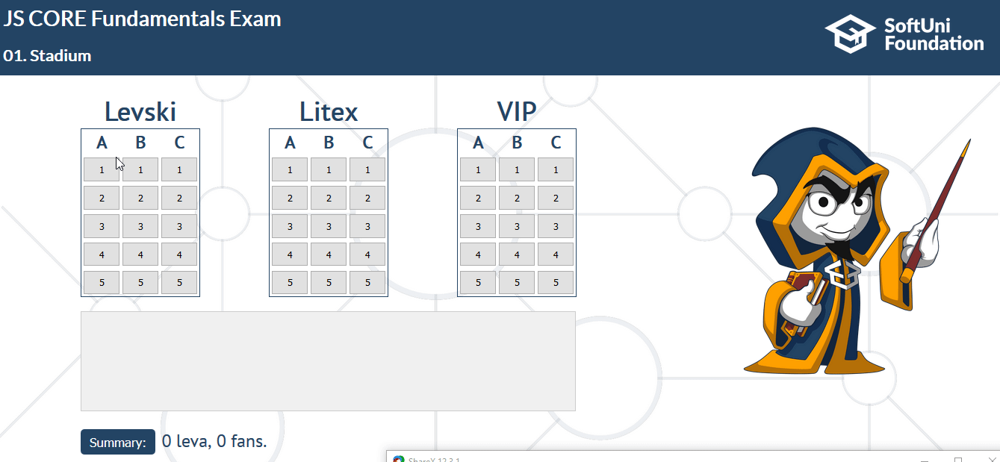 JS CORE Fundamentals Exam
01. Stadium
SoftUni
Foundation
Levski
A B C
1 1 1
2 2 2
3 3 3
4 4 4
5 5 5
Litex
A B C
1 1 1
2 2 2
3 3 3
4 4 4
5 5 5
VIP
A B C
1 1 1
2 2 2
3 3 3
4 4 4
5 5 5
Summary: 0 leva, 0 fans.
ShareX 12.3.1